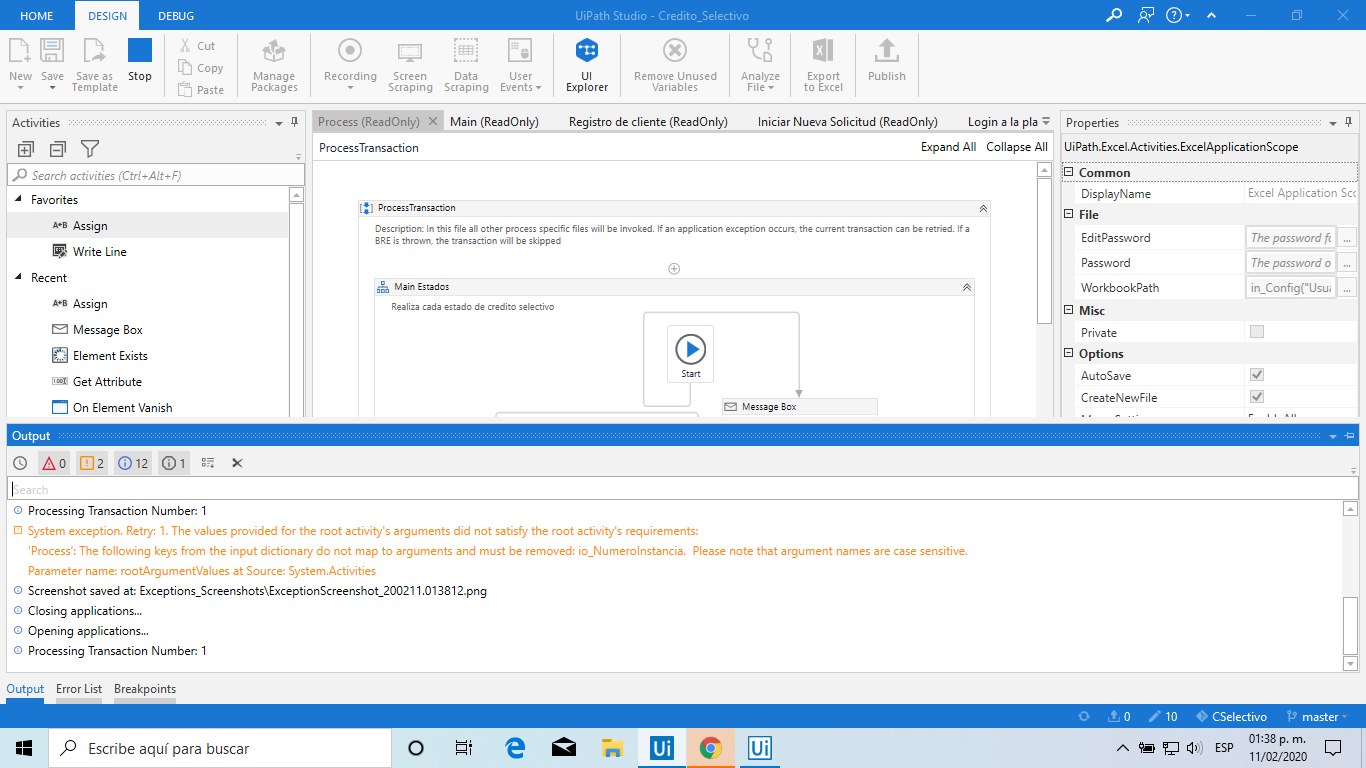 HOME DESIGN DEBUG UiPath Studio - Credito_Selectivo
New Save Save as Template Stop Cut Copy Paste Manage Packages Recording Screen Scraping Data Scraping User Events UI Explorer Remove Unused Variables Analyze File Export to Excel Publish
Activities
Search activities (Ctrl+Alt+F)
Favorites
A+B Assign
Write Line
Recent
A+B Assign
Message Box
Element Exists
Get Attribute
On Element Vanish
Process (ReadOnly) Main (ReadOnly) Registro de cliente (ReadOnly) Iniciar Nueva Solicitud (ReadOnly) Login a la pla
ProcessTransaction Expand All Collapse All
ProcessTransaction
Description: In this file all other process specific files will be invoked. If an application exception occurs, the current transaction can be retried. If a
BRE is thrown, the transaction will be skipped
Main Estados
Realiza cada estado de credito selectivo
Start
Message Box
Properties
UiPath.Excel.Activities.ExcelApplicationScope
Common
DisplayName Excel Application Sco
File
EditPassword The password fo ...
Password The password o ...
WorkbookPath in_Config("Usua ...
Misc
Private
Options
AutoSave
CreateNewFile
Output
0 2 12 1
Search
Processing Transaction Number: 1
System exception. Retry: 1. The values provided for the root activity's arguments did not satisfy the root activity's requirements:
'Process': The following keys from the input dictionary do not map to arguments and must be removed: io_NumeroInstancia. Please note that argument names are case sensitive.
Parameter name: rootArgumentValues at Source: System.Activities
Screenshot saved at: Exceptions_Screenshots\ExceptionScreenshot_200211.013812.png
Closing applications...
Opening applications...
Processing Transaction Number: 1
Output Error List Breakpoints
0 10 CSelectivo master
Escribe aquí para buscar
Ui Ui
ESP
01:38 p. m.
11/02/2020